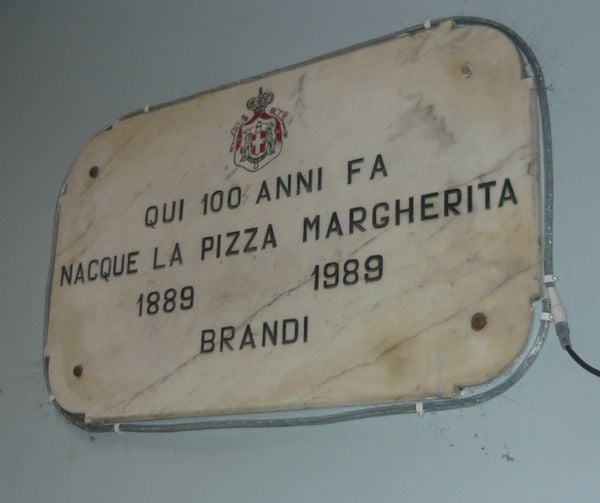 QUI 100 ANNI FA
NACQUE LA PIZZA MARGHERITA
1889 1989
BRANDI